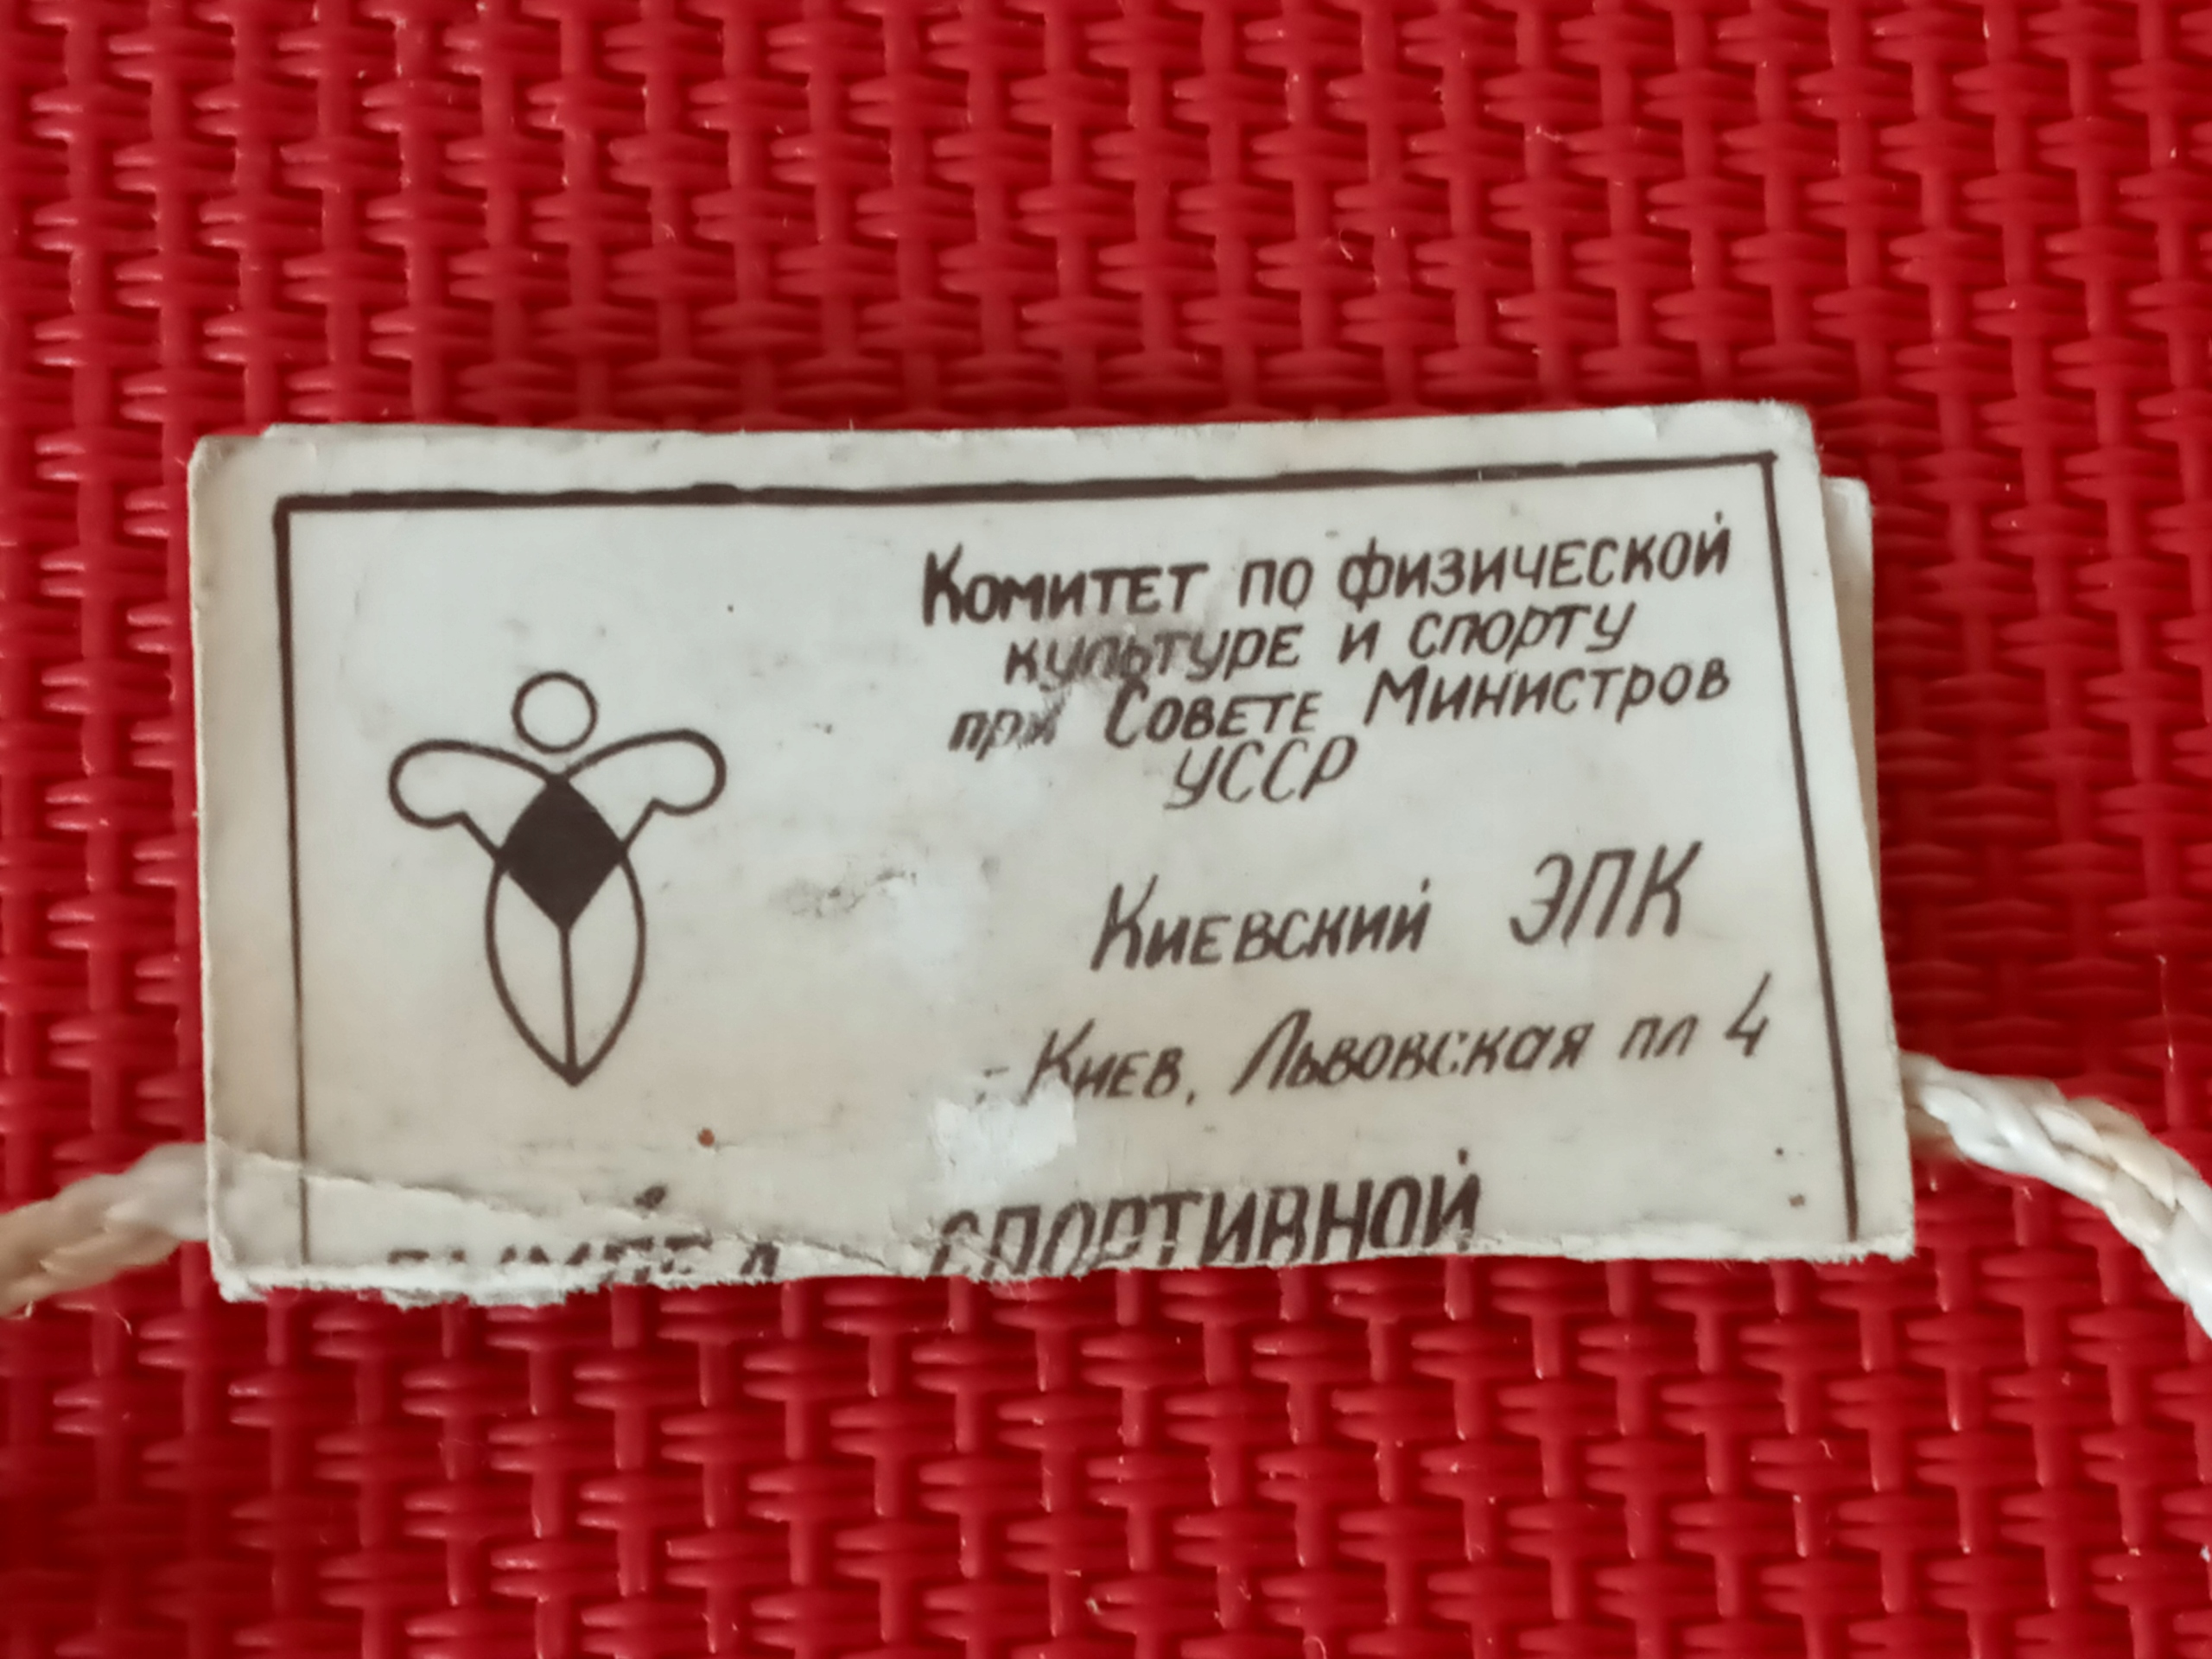 Комитет по физической
культуре и спорту
при Совете Министров
УССР
Киевский ЭПК
Киев, Львовская пл 4
СПОРТИВНОЙ